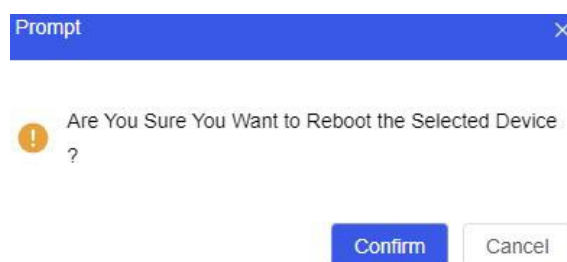 Prompt
Are You Sure You Want to Reboot the Selected Device
?
Confirm Cancel